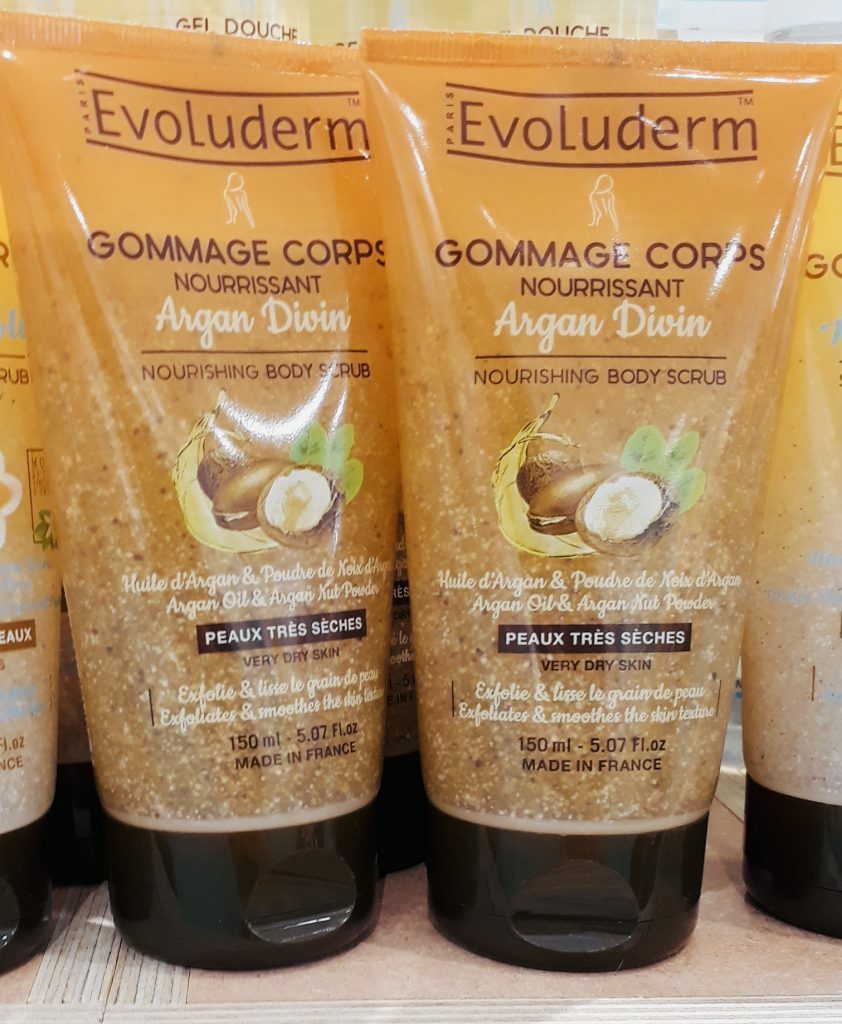 GEL DOUCHE
DOUCHE
PARIS
Evoluderm™
GOMMAGE CORPS
NOURRISSANT
Argan Divin
NOURISHING BODY SCRUB
Huile d'Argan & Poudre de Noix d'Argan
Argan Oil & Argan Nut Powder
PEAUX TRÈS SÈCHES
VERY DRY SKIN
Exfolie & lisse le grain de peau
Exfoliates & smoothes the skin texture
150 ml - 5.07 Fl.oz
MADE IN FRANCE
PARIS
Evoluderm™
GOMMAGE CORPS
NOURRISSANT
Argan Divin
NOURISHING BODY SCRUB
Huile d'Argan & Poudre de Noix d'Argan
Argan Oil & Argan Nut Powder
PEAUX TRÈS SÈCHES
VERY DRY SKIN
Exfolie & lisse le grain de peau
Exfoliates & smoothes the skin texture
150 ml - 5.07 Fl.oz
MADE IN FRANCE